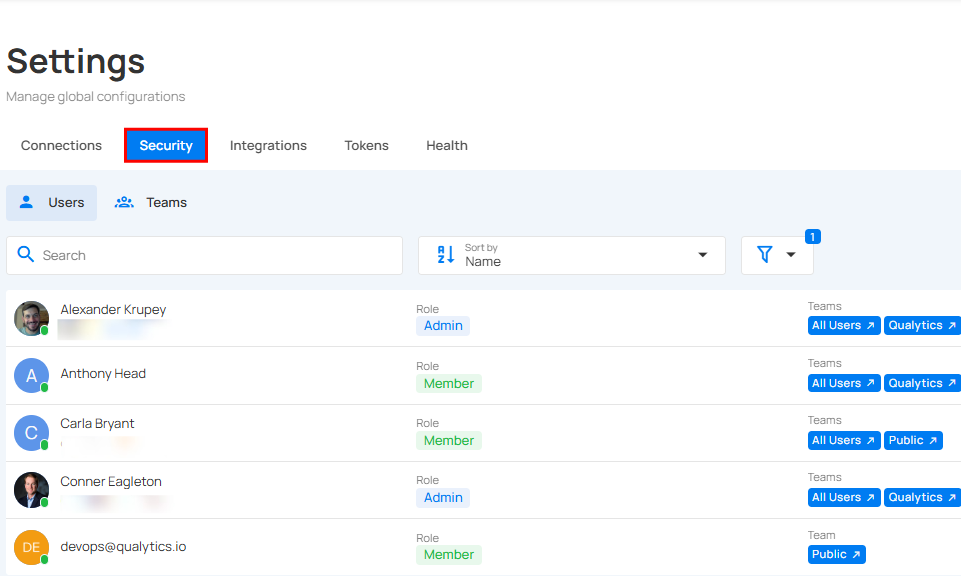 Settings
Manage global configurations
Connections Security Integrations Tokens Health
Users Teams
Search
Sort by
Name
1
Alexander Krupey
Role
Admin
Teams
All Users Qualytics
A
Anthony Head
Role
Member
Teams
All Users Qualytics
C
Carla Bryant
Role
Member
Teams
All Users Public
Conner Eagleton
Role
Admin
Teams
All Users Qualytics
DE
devops@qualytics.io
Role
Member
Team
Public